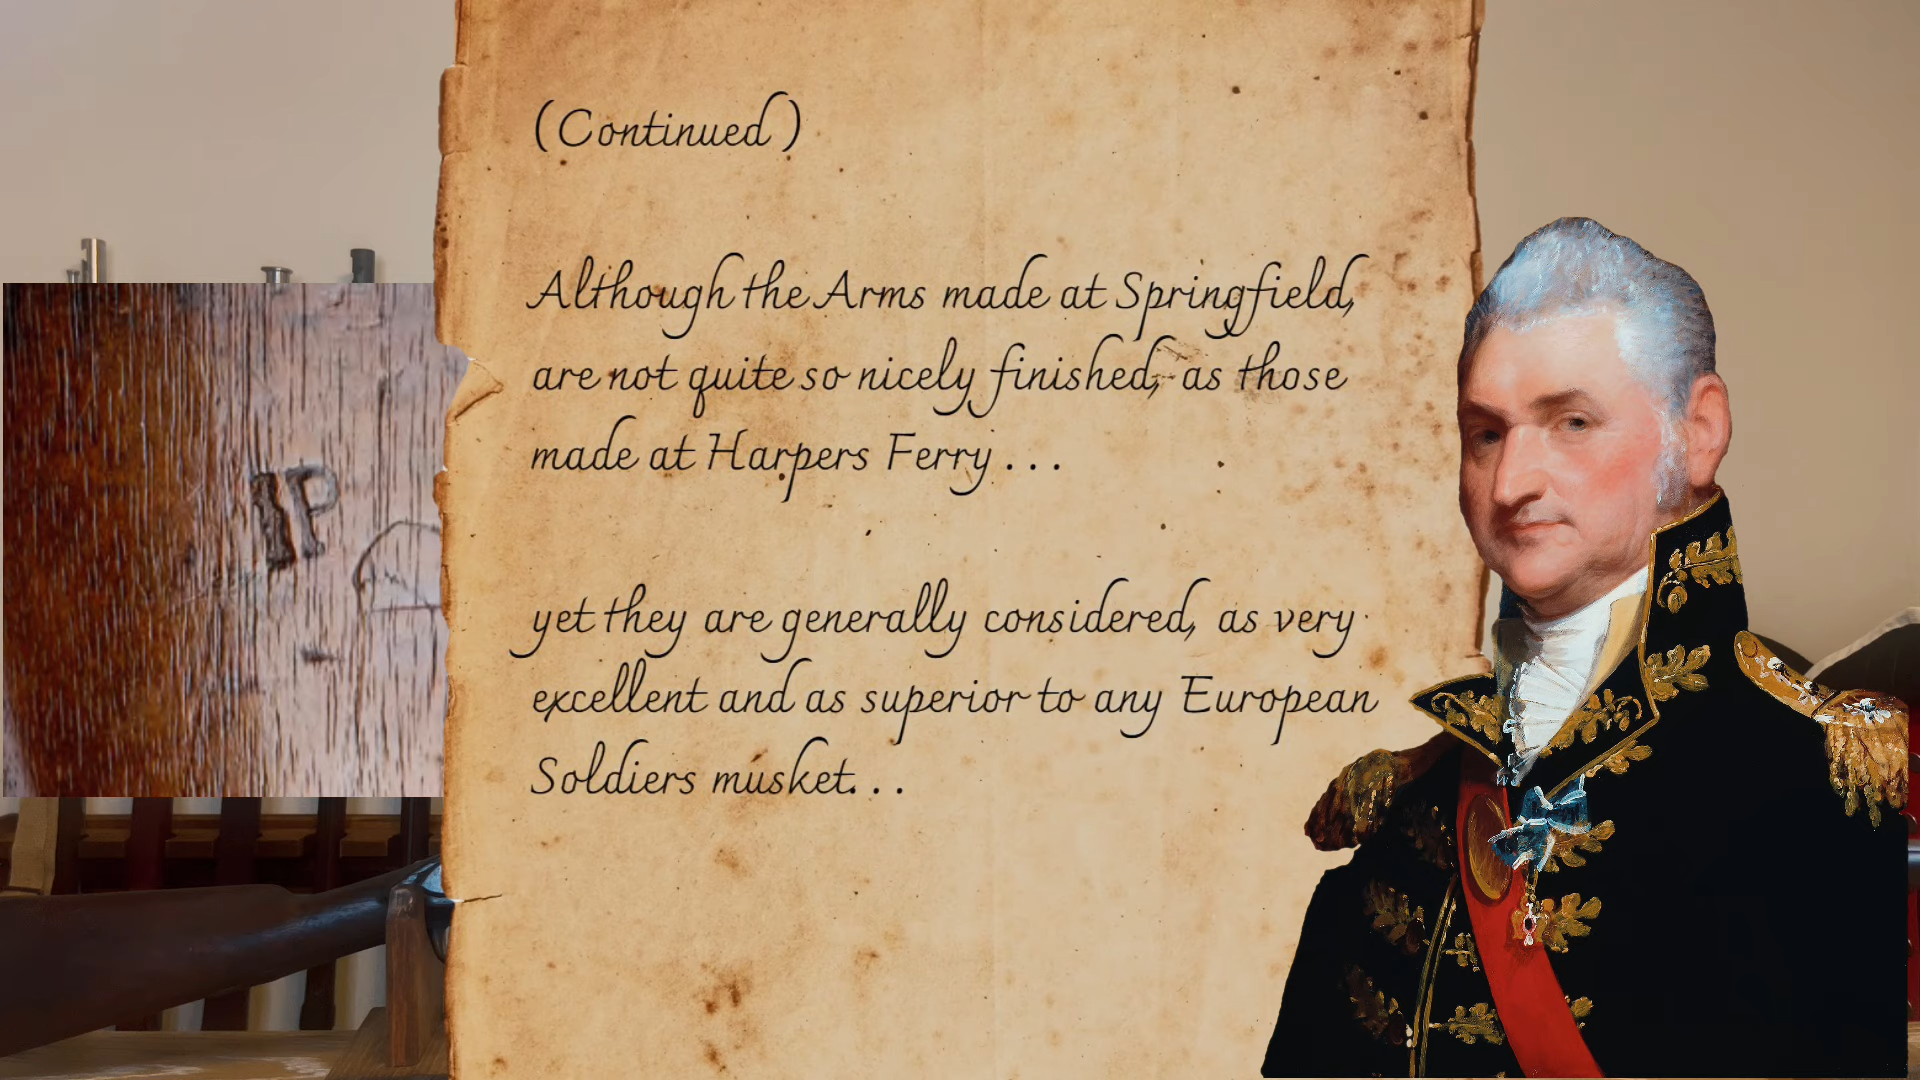 (Continued)
Although the Arms made at Springfield,
are not quite so nicely finished, as those
made at Harpers Ferry . . .
yet they are generally considered, as very
excellent and as superior to any European
Soldiers musket. . .
IP